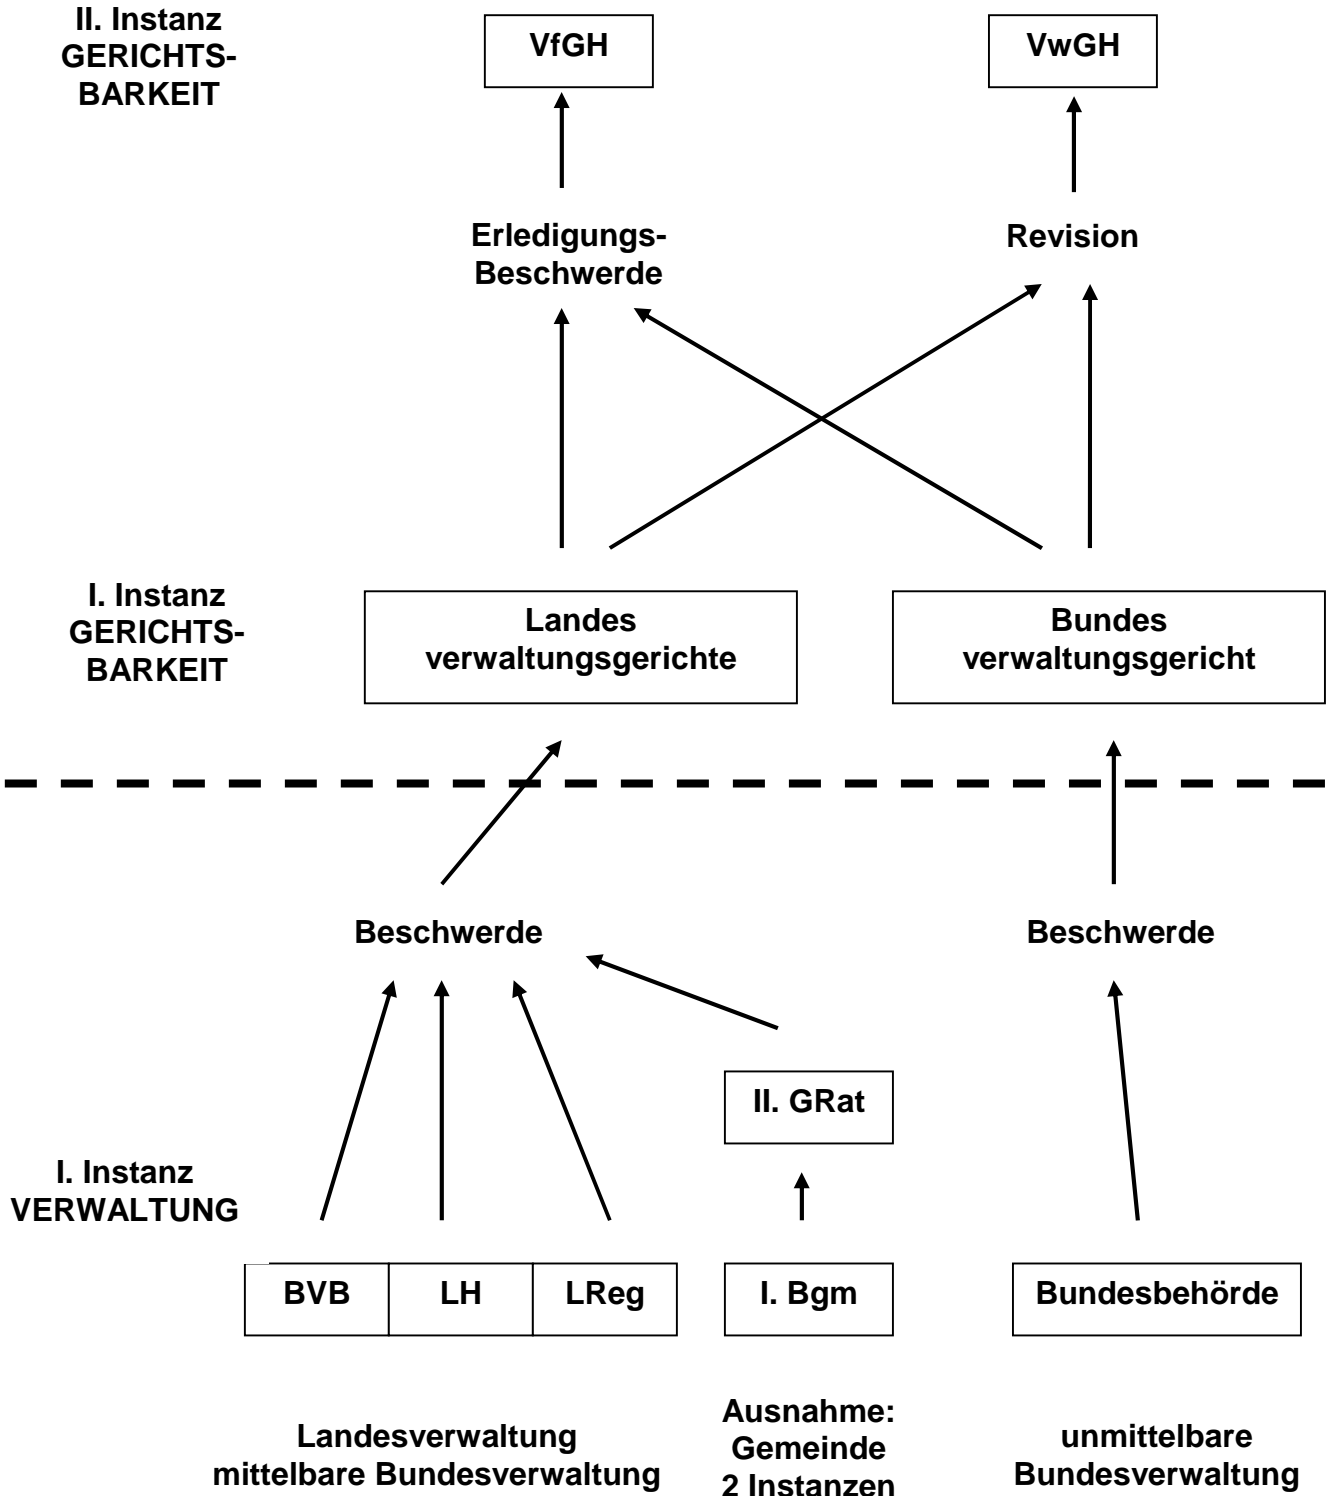 II. Instanz
GERICHTS-
BARKEIT
VfGH
VwGH
Erledigungs-
Beschwerde
Revision
I. Instanz
GERICHTS-
BARKEIT
Landes
verwaltungsgerichte
Bundes
verwaltungsgericht
Beschwerde
Beschwerde
II. GRat
I. Instanz
VERWALTUNG
BVB
LH
LReg
I. Bgm
Bundesbehörde
Landesverwaltung
mittelbare Bundesverwaltung
Ausnahme:
Gemeinde
2 Instanzen
unmittelbare
Bundesverwaltung